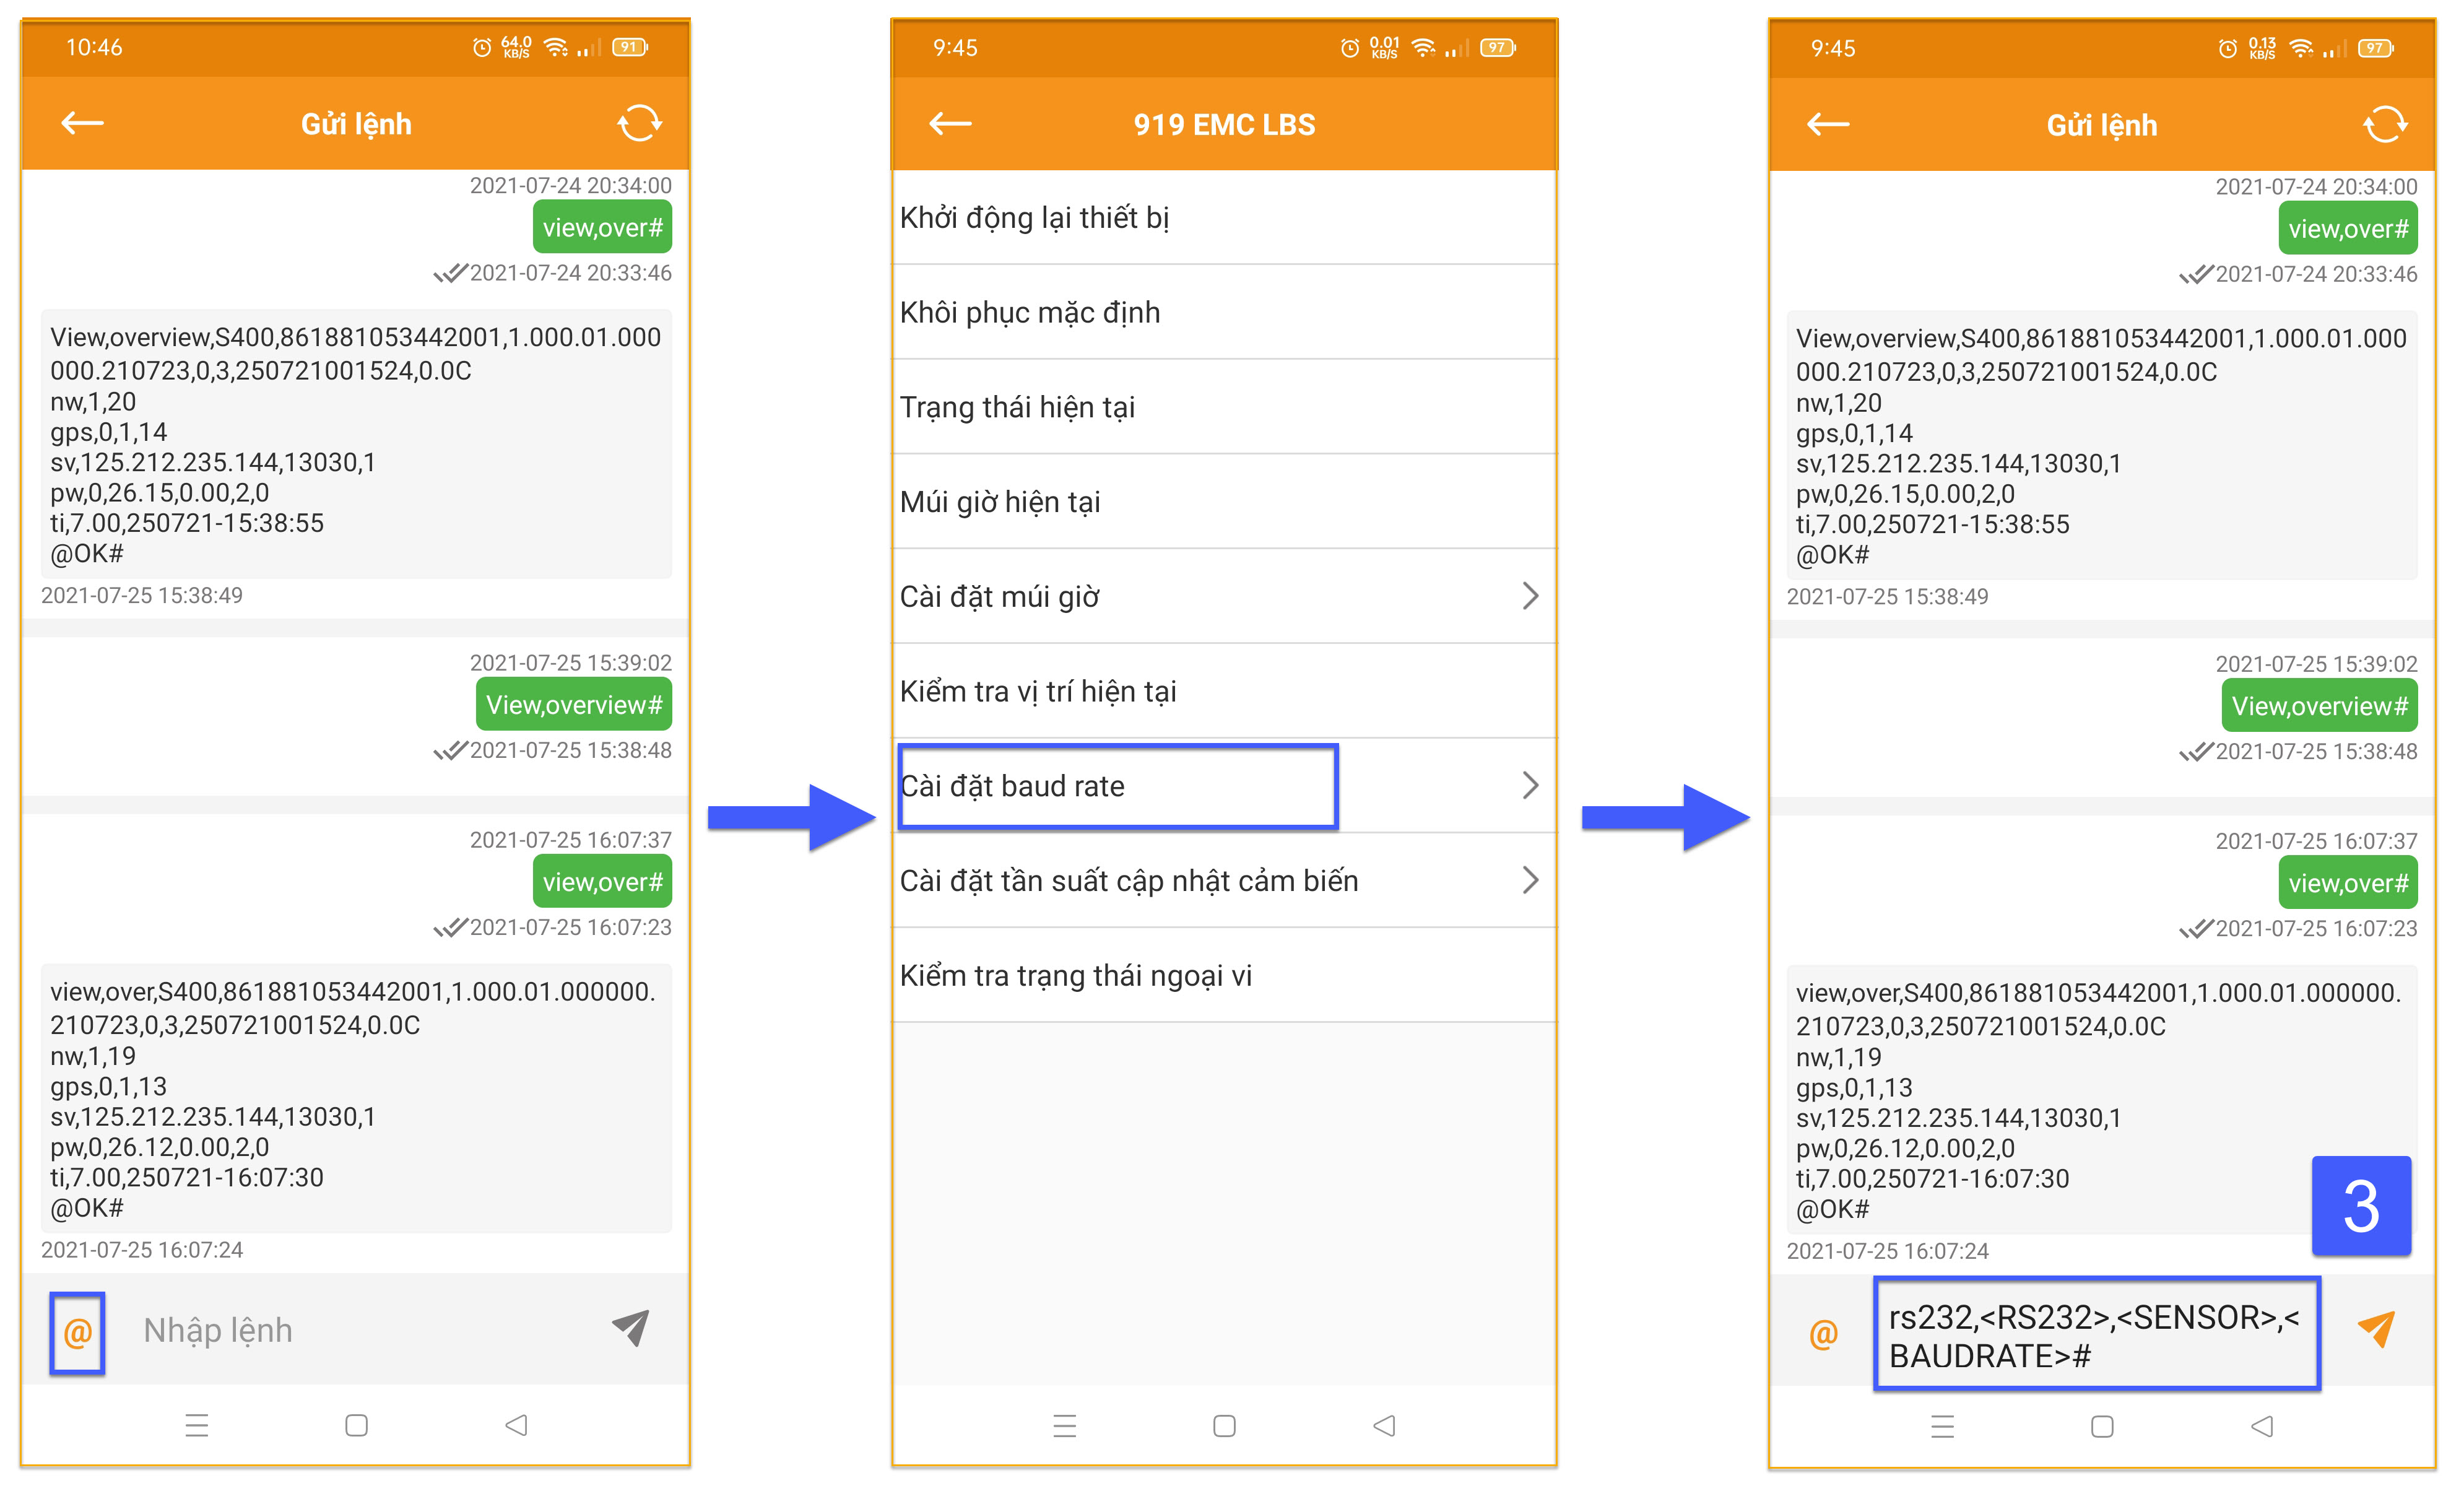 10:46
64.0
KB/S
91
Gửi lệnh
2021-07-24 20:34:00
view,over#
2021-07-24 20:33:46
View,overview,S400,861881053442001,1.000.01.000
000.210723,0,3,250721001524,0.0C
nw,1,20
gps,0,1,14
sv,125.212.235.144,13030,1
pw,0,26.15,0.00,2,0
ti,7.00,250721-15:38:55
@OK#
2021-07-25 15:38:49
2021-07-25 15:39:02
View,overview#
2021-07-25 15:38:48
2021-07-25 16:07:37
view,over#
2021-07-25 16:07:23
view,over,S400,861881053442001,1.000.01.000000.
210723,0,3,250721001524,0.0C
nw,1,19
gps,0,1,13
sv,125.212.235.144,13030,1
pw,0,26.12,0.00,2,0
ti,7.00,250721-16:07:30
@OK#
2021-07-25 16:07:24
@ Nhập lệnh
9:45
0.01
KB/S
97
919 EMC LBS
Khởi động lại thiết bị
Khôi phục mặc định
Trạng thái hiện tại
Múi giờ hiện tại
Cài đặt múi giờ
Kiểm tra vị trí hiện tại
Cài đặt baud rate
Cài đặt tần suất cập nhật cảm biến
Kiểm tra trạng thái ngoại vi
9:45
0.13
KB/S
97
Gửi lệnh
2021-07-24 20:34:00
view,over#
2021-07-24 20:33:46
View,overview,S400,861881053442001,1.000.01.000
000.210723,0,3,250721001524,0.0C
nw,1,20
gps,0,1,14
sv,125.212.235.144,13030,1
pw,0,26.15,0.00,2,0
ti,7.00,250721-15:38:55
@OK#
2021-07-25 15:38:49
2021-07-25 15:39:02
View,overview#
2021-07-25 15:38:48
2021-07-25 16:07:37
view,over#
2021-07-25 16:07:23
view,over,S400,861881053442001,1.000.01.000000.
210723,0,3,250721001524,0.0C
nw,1,19
gps,0,1,13
sv,125.212.235.144,13030,1
pw,0,26.12,0.00,2,0
ti,7.00,250721-16:07:30
@OK#
3
2021-07-25 16:07:24
@ rs232,<RS232>,<SENSOR>,<
BAUDRATE>#